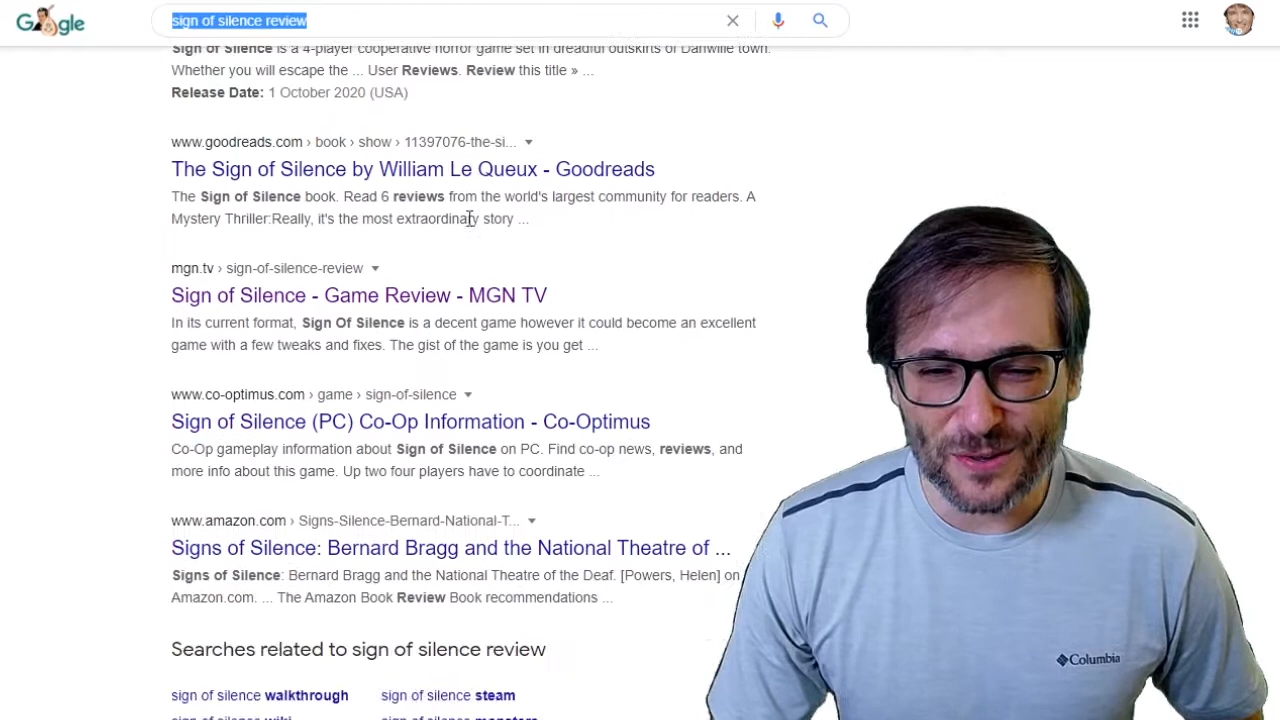 Google
sign of silence review
Sign of Silence is a 4-player cooperative horror game set in dreadful outskirts of Danwille town.
Whether you will escape the ... User Reviews. Review this title » ...
Release Date: 1 October 2020 (USA)
www.goodreads.com › book › show › 11397076-the-si...
The Sign of Silence by William Le Queux - Goodreads
The Sign of Silence book. Read 6 reviews from the world's largest community for readers. A
Mystery Thriller:Really, it's the most extraordinary story ...
mgn.tv › sign-of-silence-review
Sign of Silence - Game Review - MGN TV
In its current format, Sign Of Silence is a decent game however it could become an excellent
game with a few tweaks and fixes. The gist of the game is you get ...
www.co-optimus.com › game › sign-of-silence
Sign of Silence (PC) Co-Op Information - Co-Optimus
Co-Op gameplay information about Sign of Silence on PC. Find co-op news, reviews, and
more info about this game. Up two four players have to coordinate ...
www.amazon.com › Signs-Silence-Bernard-National-T...
Signs of Silence: Bernard Bragg and the National Theatre of ...
Signs of Silence: Bernard Bragg and the National Theatre of the Deaf. [Powers, Helen] on
Amazon.com. ... The Amazon Book Review Book recommendations ...
Columbia
Searches related to sign of silence review
sign of silence walkthrough
sign of silence steam
sign of silence wiki
sign of silence monsters